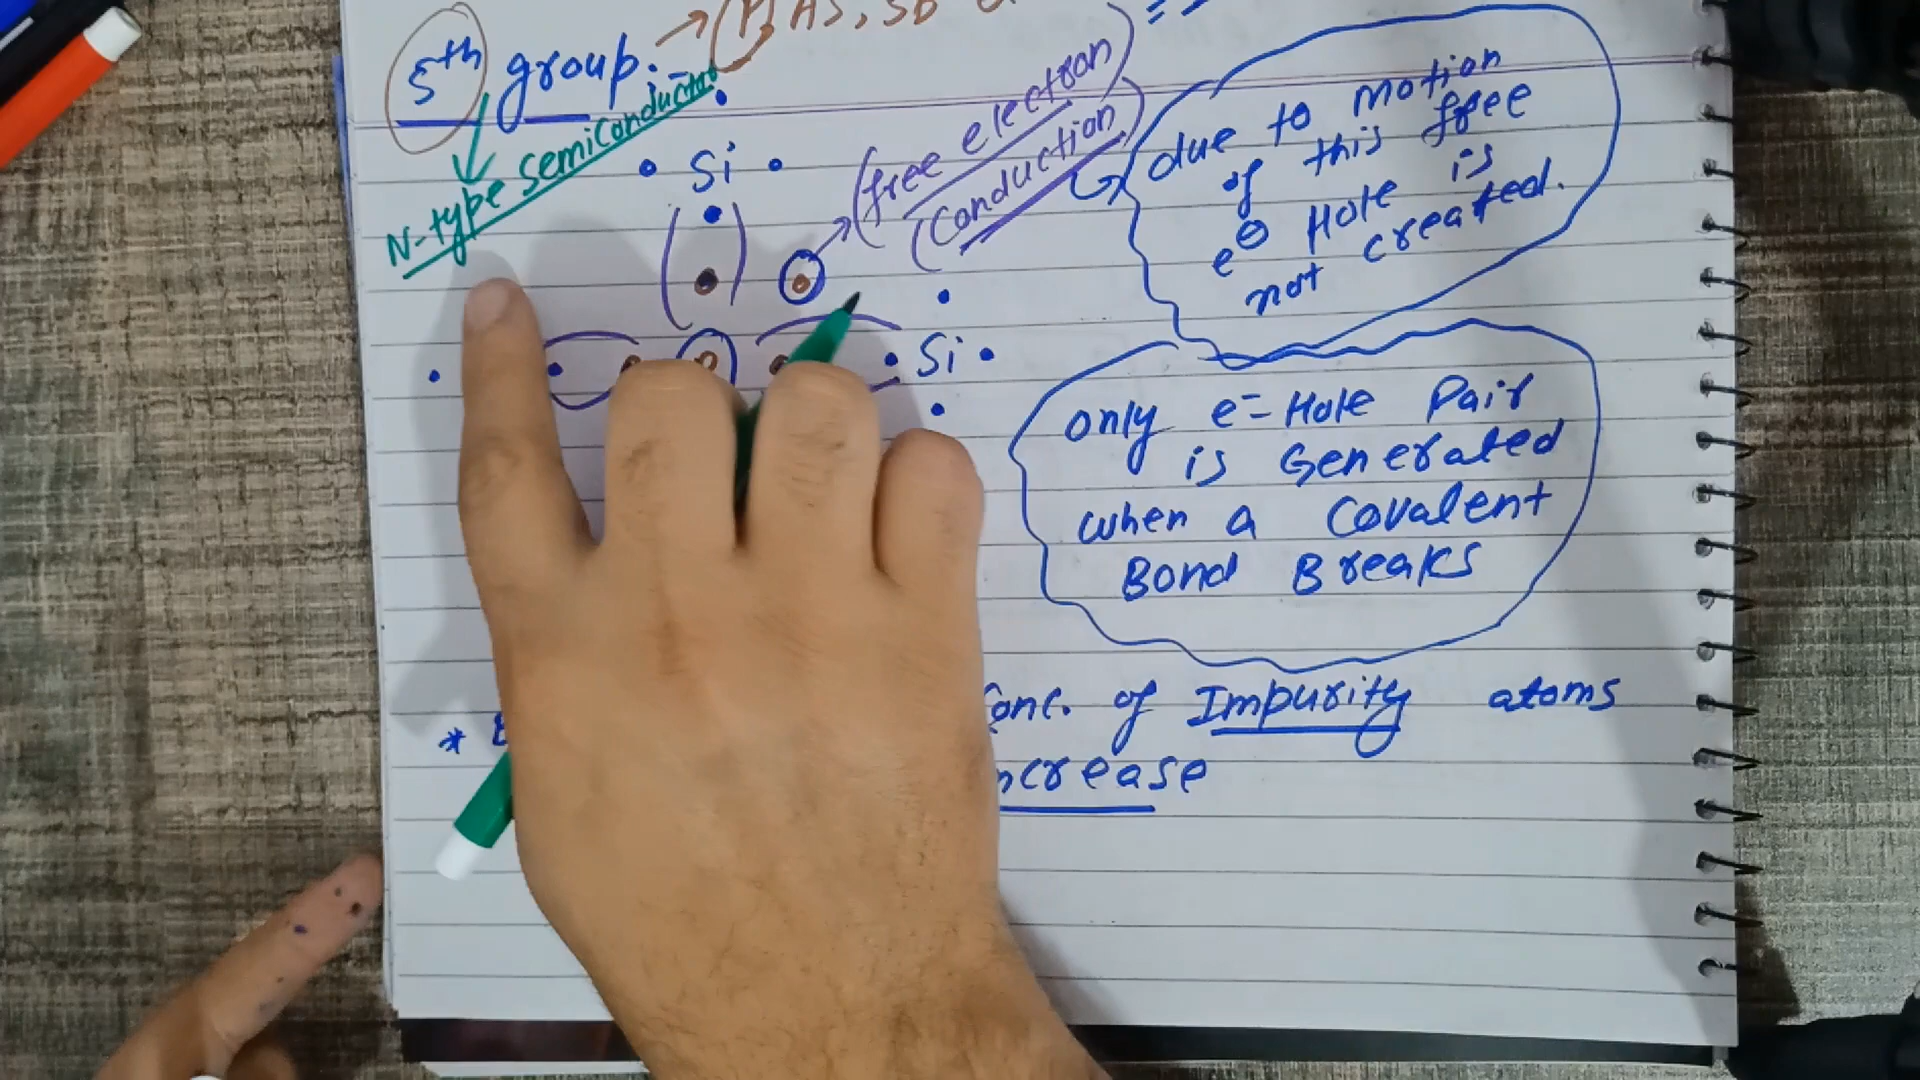 5th group. → P, As, Sb
N-type semiconductor
Si
(free electron)
(conduction)
due to motion
of this free
e⊖ Hole is
not created.
P
Si
only e⁻-Hole Pair
is Generated
when a Covalent
Bond Breaks
* Conc. of Impurity atoms
increase